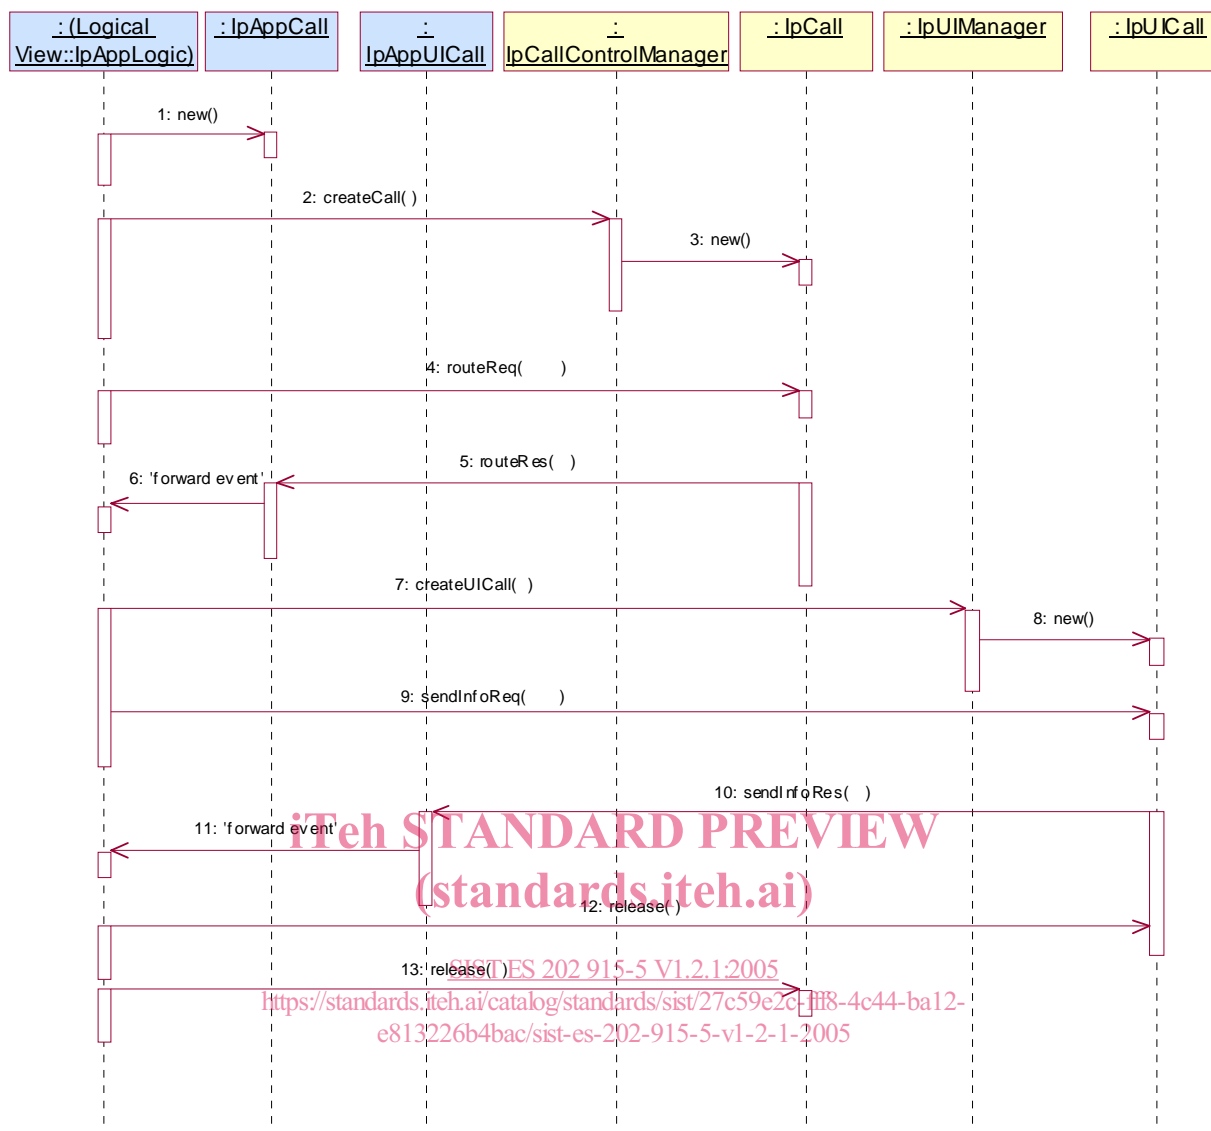 : (Logical
View::IpAppLogic)
: IpAppCall
:
IpAppUICall
:
IpCallControlManager
: IpCall
: IpUIManager
: IpUICall
1: new()
2: createCall( )
3: new()
4: routeReq( )
5: routeRes( )
6: 'forward event'
7: createUICall( )
8: new()
9: sendInfoReq( )
10: sendInfoRes( )
11: 'forward event'
iTeh STANDARD PREVIEW
(standards.iteh.ai)
12: release( )
13: release( )
SIST ES 202 915-5 V1.2.1:2005
https://standards.iteh.ai/catalog/standards/sist/27c59e2c-fff8-4c44-ba12-
e813226b4bac/sist-es-202-915-5-v1-2-1-2005